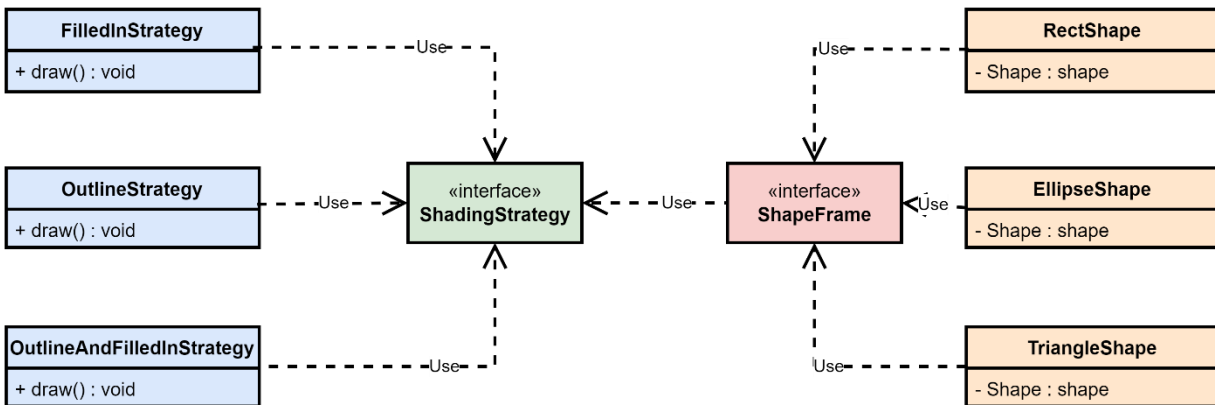 FilledInStrategy
+ draw() : void
Use
Use
RectShape
- Shape : shape
OutlineStrategy
+ draw() : void
Use
«interface»
ShadingStrategy
Use
«interface»
ShapeFrame
Use
EllipseShape
- Shape : shape
OutlineAndFilledInStrategy
+ draw() : void
Use
Use
TriangleShape
- Shape : shape